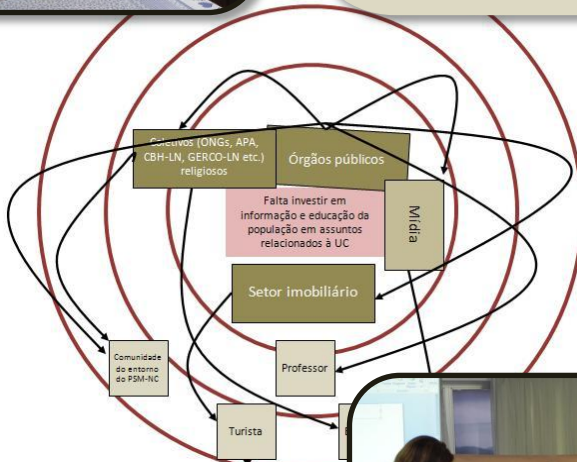 Coletivos (ONGs, APA,
CBH-LN, GERCO-LN etc.)
religiosos
Órgãos públicos
Mídia
Falta investir em
informação e educação da
população em assuntos
relacionados à UC
Setor imobiliário
Comunidade
do entorno
do PSM-NC
Professor
Turista